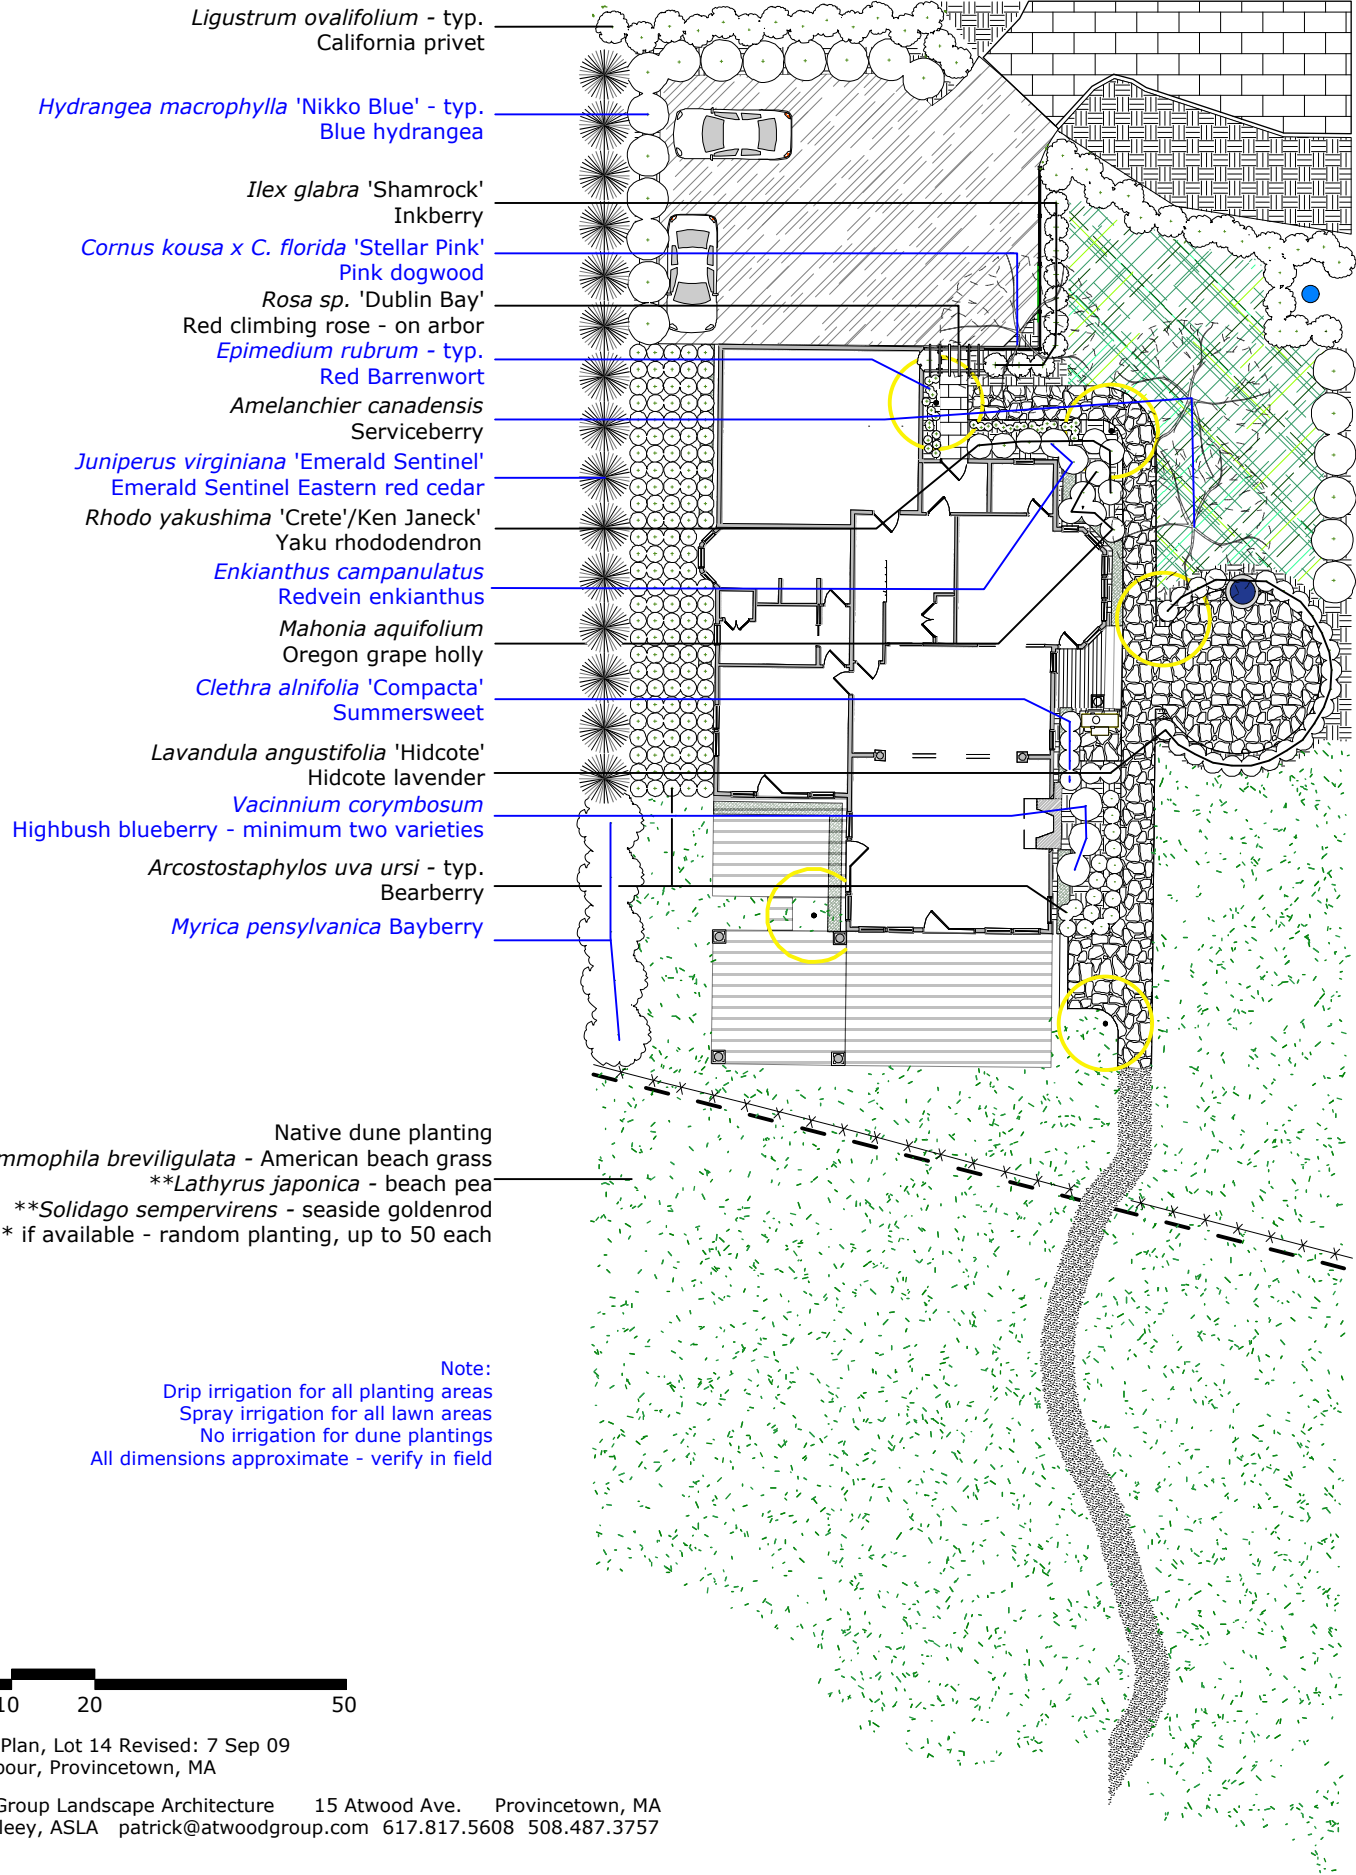 Ligustrum ovalifolium - typ.
California privet
Hydrangea macrophylla 'Nikko Blue' - typ.
Blue hydrangea
Ilex glabra 'Shamrock'
Inkberry
Cornus kousa x C. florida 'Stellar Pink'
Pink dogwood
Rosa sp. 'Dublin Bay'
Red climbing rose - on arbor
Epimedium rubrum - typ.
Red Barrenwort
Amelanchier canadensis
Serviceberry
Juniperus virginiana 'Emerald Sentinel'
Emerald Sentinel Eastern red cedar
Rhodo yakushima 'Crete'/Ken Janeck'
Yaku rhododendron
Enkianthus campanulatus
Redvein enkianthus
Mahonia aquifolium
Oregon grape holly
Clethra alnifolia 'Compacta'
Summersweet
Lavandula angustifolia 'Hidcote'
Hidcote lavender
Vacinnium corymbosum
Highbush blueberry - minimum two varieties
Arcostostaphylos uva ursi - typ.
Bearberry
Myrica pensylvanica Bayberry
Native dune planting
mmophila breviligulata - American beach grass
**Lathyrus japonica - beach pea
**Solidago sempervirens - seaside goldenrod
* if available - random planting, up to 50 each
Note:
Drip irrigation for all planting areas
Spray irrigation for all lawn areas
No irrigation for dune plantings
All dimensions approximate - verify in field
10 20 50
Plan, Lot 14 Revised: 7 Sep 09
bour, Provincetown, MA
Group Landscape Architecture 15 Atwood Ave. Provincetown, MA
leey, ASLA patrick@atwoodgroup.com 617.817.5608 508.487.3757